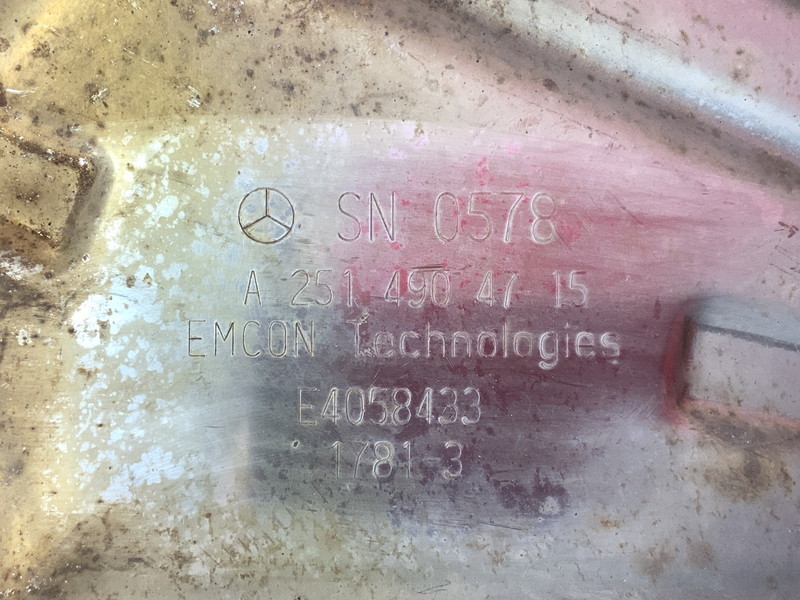 SN 0578
A 251 490 47 15
EMCON Technologies
E4058433
1781 3